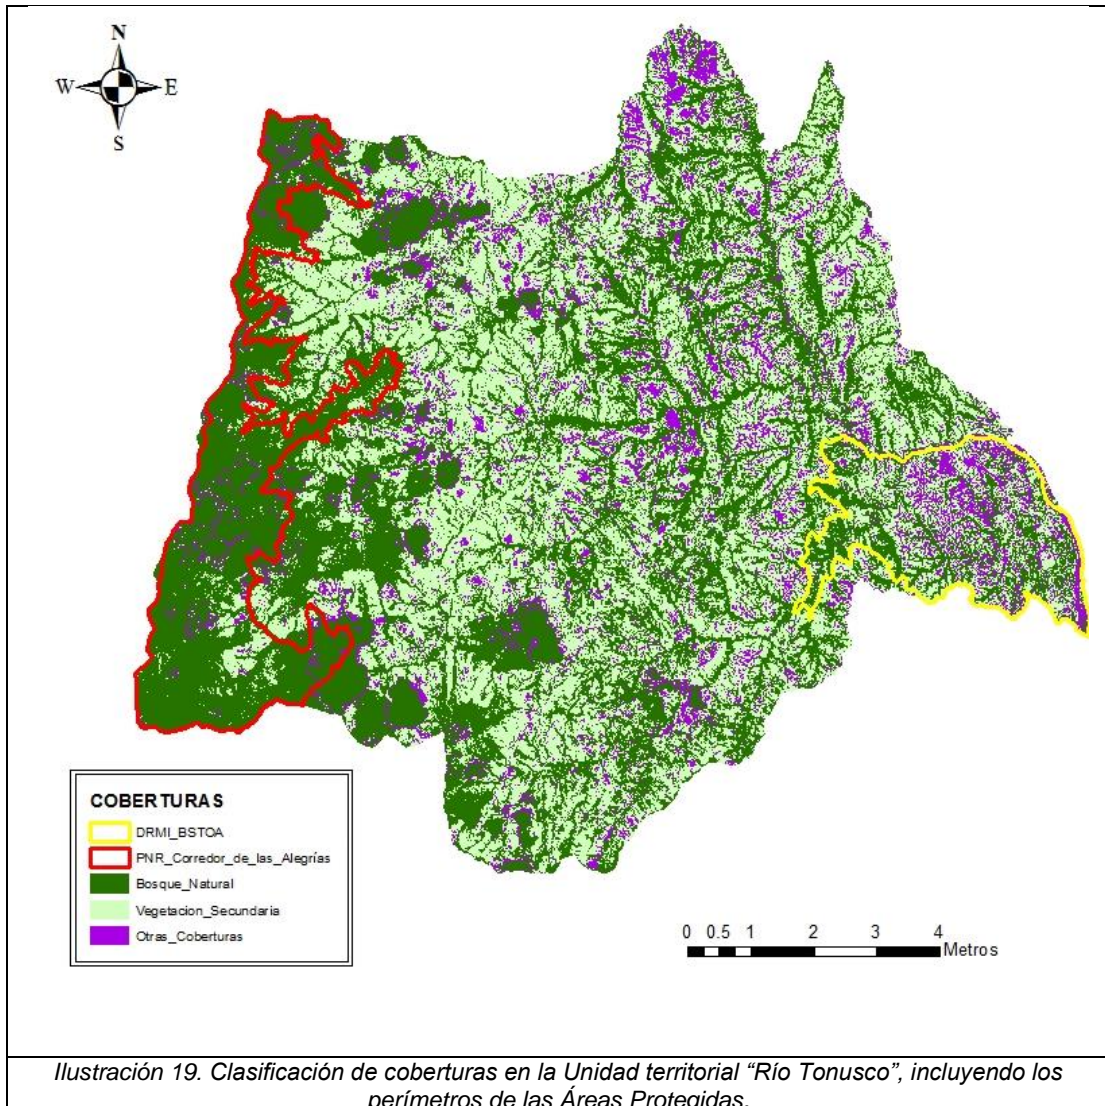 N
W E
S
COBERTURAS
DRMI_BSTOA
PNR_Corredor_de_las_Alegrías
Bosque_Natural
Vegetacion_Secundaria
Otras_Coberturas
0 0.5 1 2 3 4
Metros
Ilustración 19. Clasificación de coberturas en la Unidad territorial “Río Tonusco”, incluyendo los
perímetros de las Áreas Protegidas.